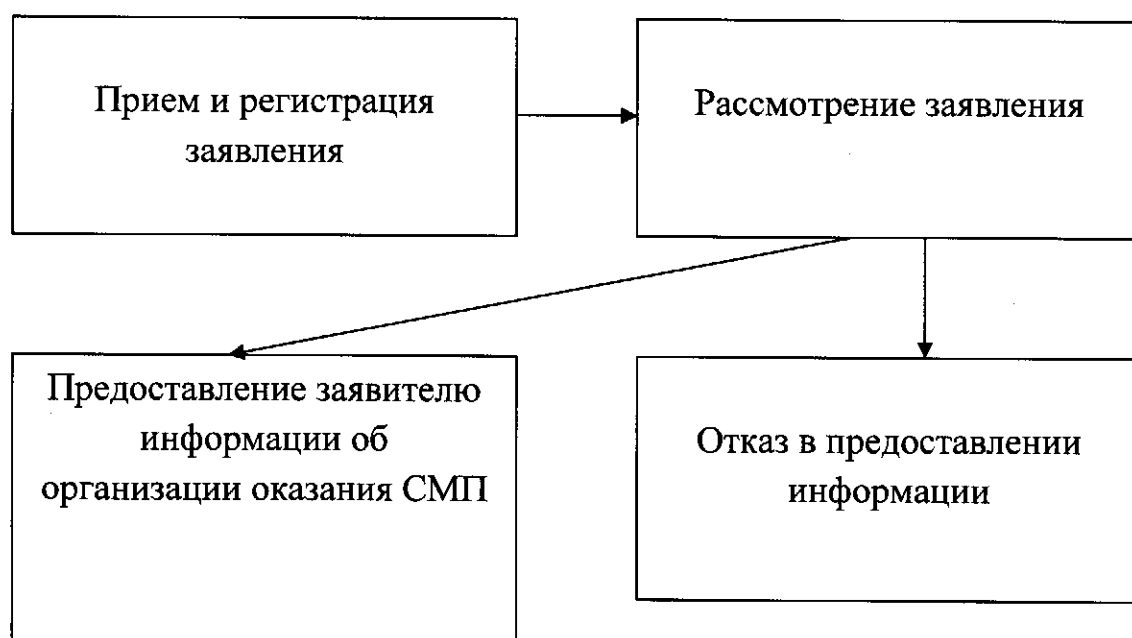 Прием и регистрация
заявления
Рассмотрение заявления
Предоставление заявителю
информации об
организации оказания СМП
Отказ в предоставлении
информации